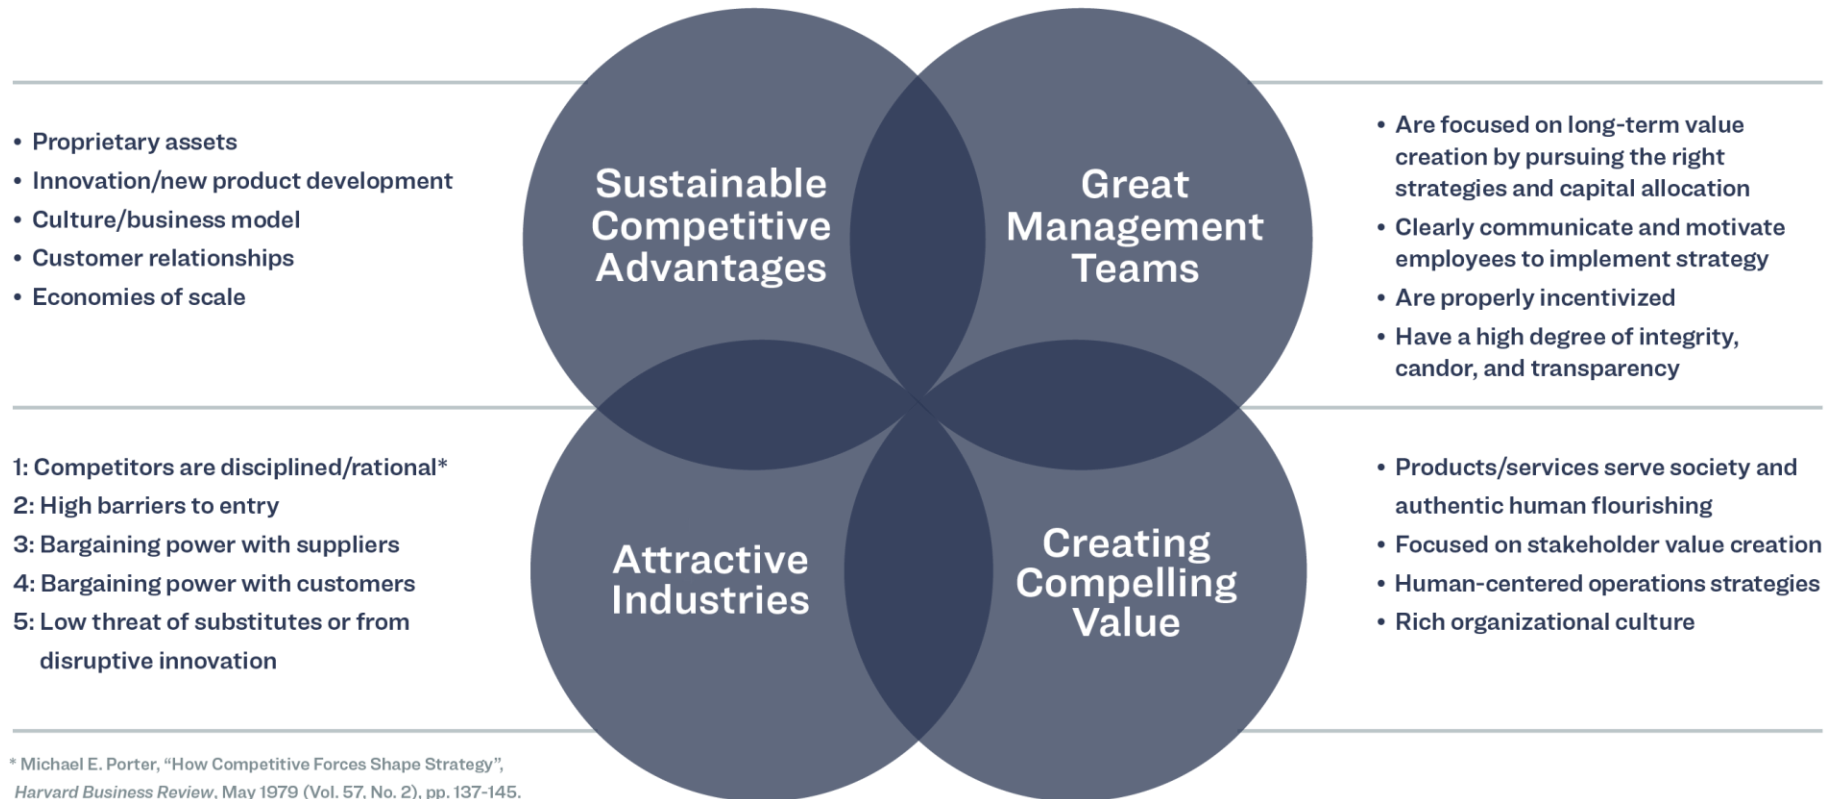 • Proprietary assets
• Innovation/new product development
• Culture/business model
• Customer relationships
• Economies of scale
Sustainable
Competitive
Advantages
Great
Management
Teams
• Are focused on long-term value
creation by pursuing the right
strategies and capital allocation
• Clearly communicate and motivate
employees to implement strategy
• Are properly incentivized
• Have a high degree of integrity,
candor, and transparency
1: Competitors are disciplined/rational*
2: High barriers to entry
3: Bargaining power with suppliers
4: Bargaining power with customers
5: Low threat of substitutes or from
disruptive innovation
Attractive
Industries
Creating
Compelling
Value
• Products/services serve society and
authentic human flourishing
• Focused on stakeholder value creation
• Human-centered operations strategies
• Rich organizational culture
* Michael E. Porter, “How Competitive Forces Shape Strategy”,
Harvard Business Review, May 1979 (Vol. 57, No. 2), pp. 137-145.